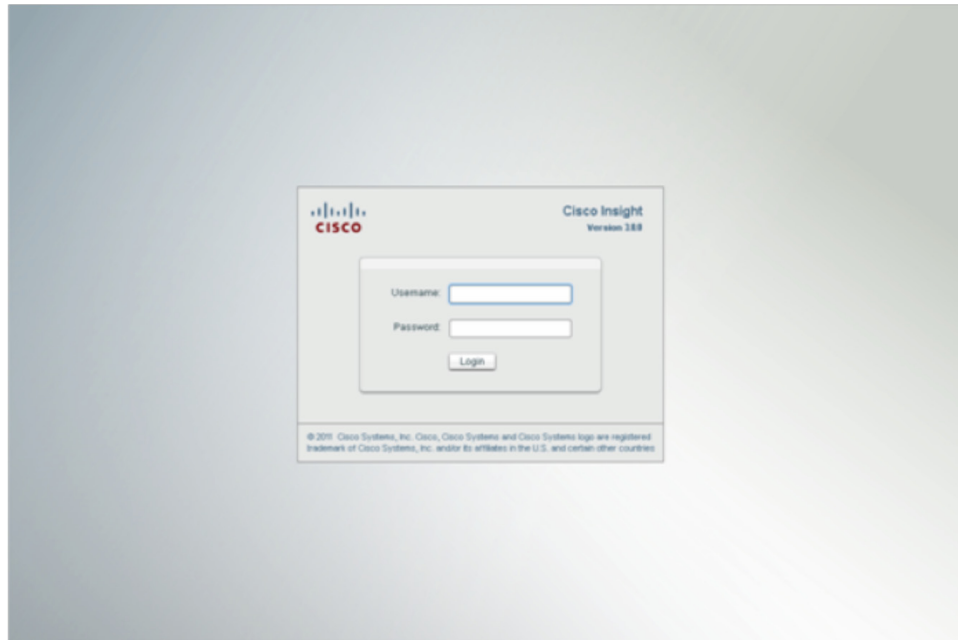 CISCO
Cisco Insight
Version
Username:
Password:
Login
© 2011 Cisco Systems, Inc. Cisco, Cisco Systems and Cisco Systems logo are registered
trademark of Cisco Systems, Inc. and/or its affiliates in the U.S. and certain other countries